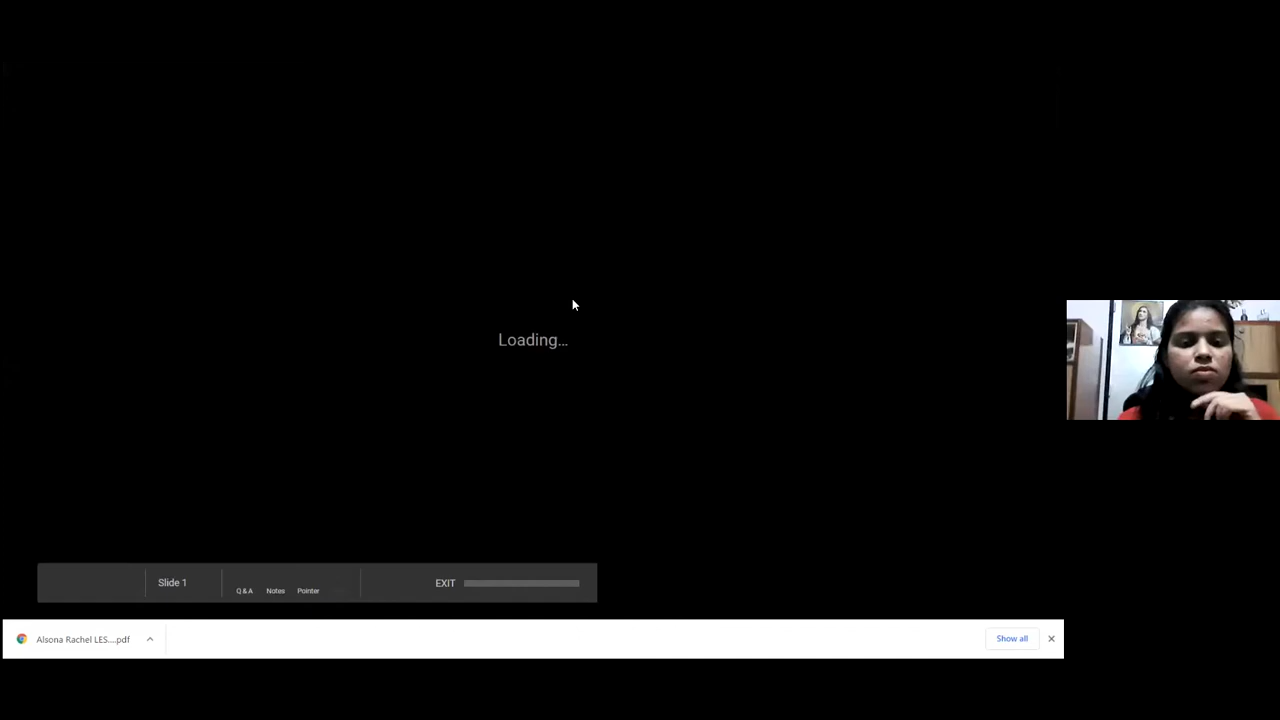 Loading...
Slide 1
Q & A
Notes
Pointer
EXIT
Alsona Rachel LES....pdf
Show all